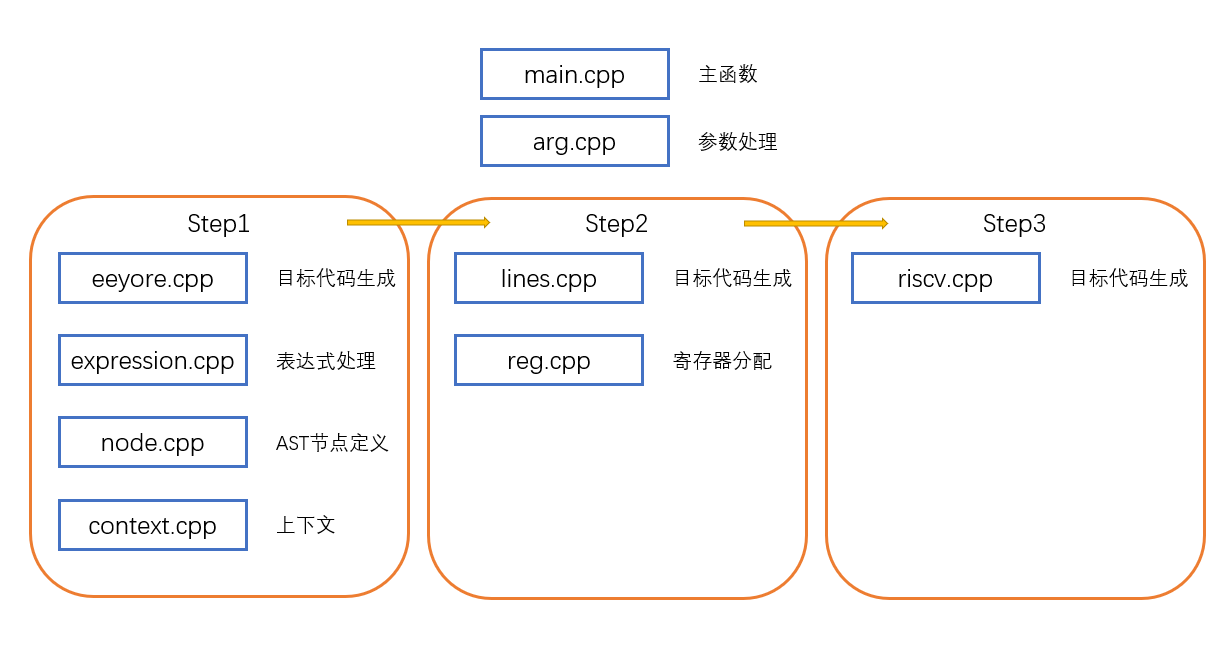 main.cpp 主函数
arg.cpp 参数处理
Step1
eeyore.cpp 目标代码生成
expression.cpp 表达式处理
node.cpp AST节点定义
context.cpp 上下文
Step2
lines.cpp 目标代码生成
reg.cpp 寄存器分配
Step3
riscv.cpp 目标代码生成